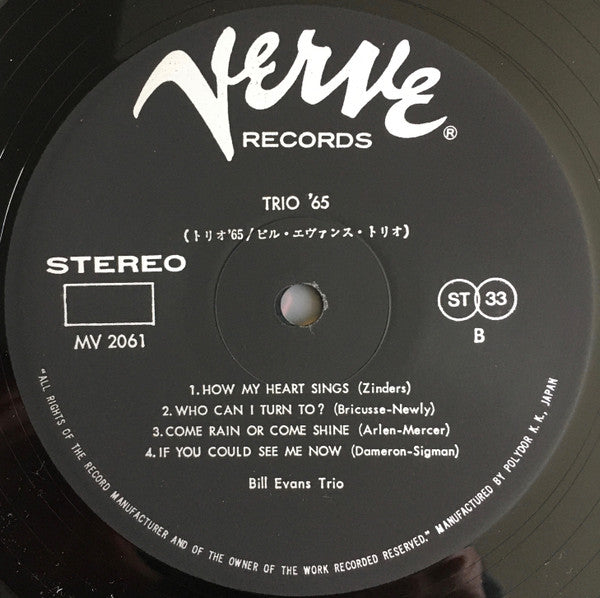 VERVE
RECORDS®
TRIO '65
(トリオ'65/ビル・エヴァンス・トリオ)
STEREO
MV 2061
ST 33
B
1. HOW MY HEART SINGS (Zinders)
2. WHO CAN I TURN TO? (Bricusse-Newly)
3. COME RAIN OR COME SHINE (Arlen-Mercer)
4. IF YOU COULD SEE ME NOW (Dameron-Sigman)
Bill Evans Trio
"ALL RIGHTS OF THE RECORD MANUFACTURER AND OF THE OWNER OF THE WORK RECORDED RESERVED." MANUFACTURED BY POLYDOR K. K., JAPAN